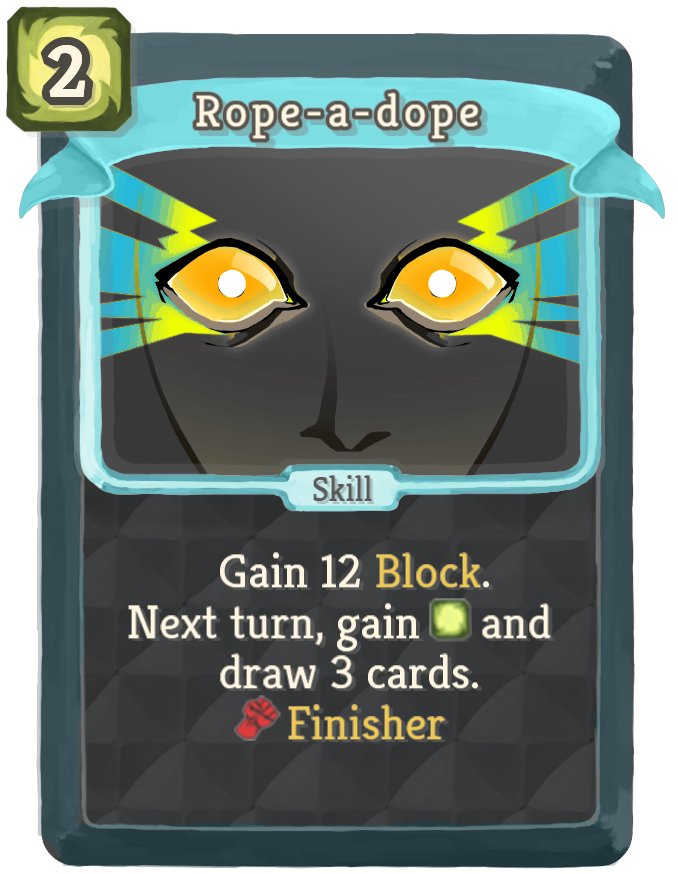 2
Rope-a-dope
Skill
Gain 12 Block.
Next turn, gain and
draw 3 cards.
Finisher